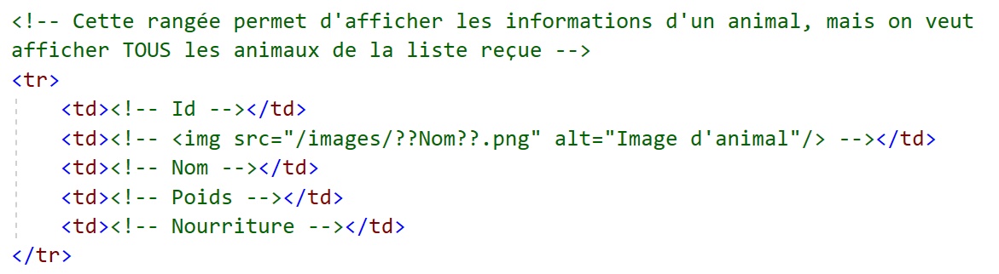 <!-- Cette rangée permet d'afficher les informations d'un animal, mais on veut
afficher TOUS les animaux de la liste reçue -->
<tr>
    <td><!-- Id --></td>
    <td><!-- <img src="/images/??Nom??.png" alt="Image d'animal"/> --></td>
    <td><!-- Nom --></td>
    <td><!-- Poids --></td>
    <td><!-- Nourriture --></td>
</tr>